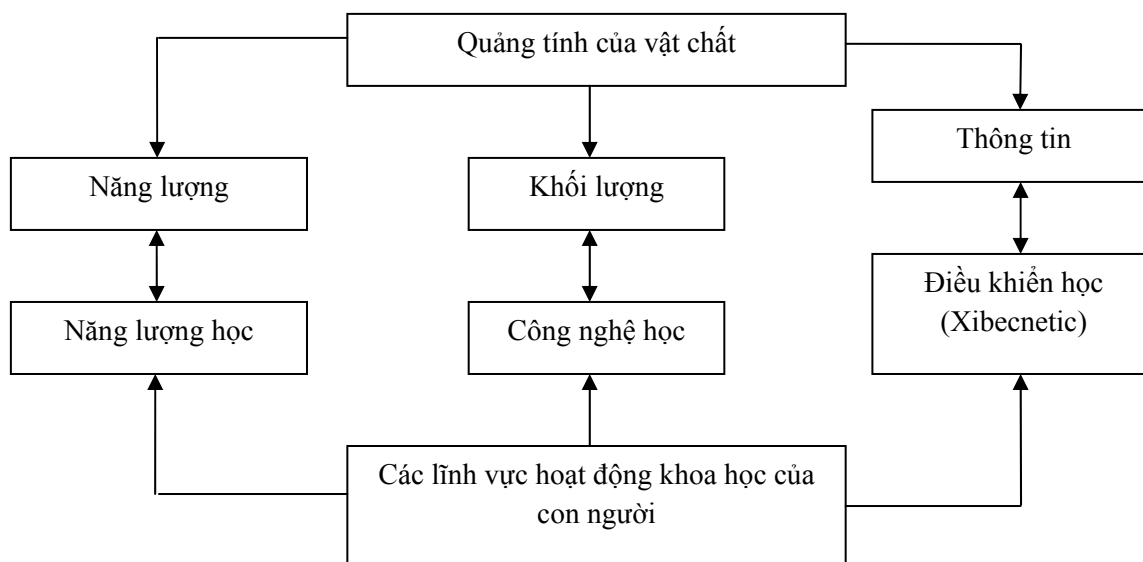 Quảng tính của vật chất
Thông tin
Năng lượng
Khối lượng
Điều khiển học
(Xibecnetic)
Năng lượng học
Công nghệ học
Các lĩnh vực hoạt động khoa học của
con người